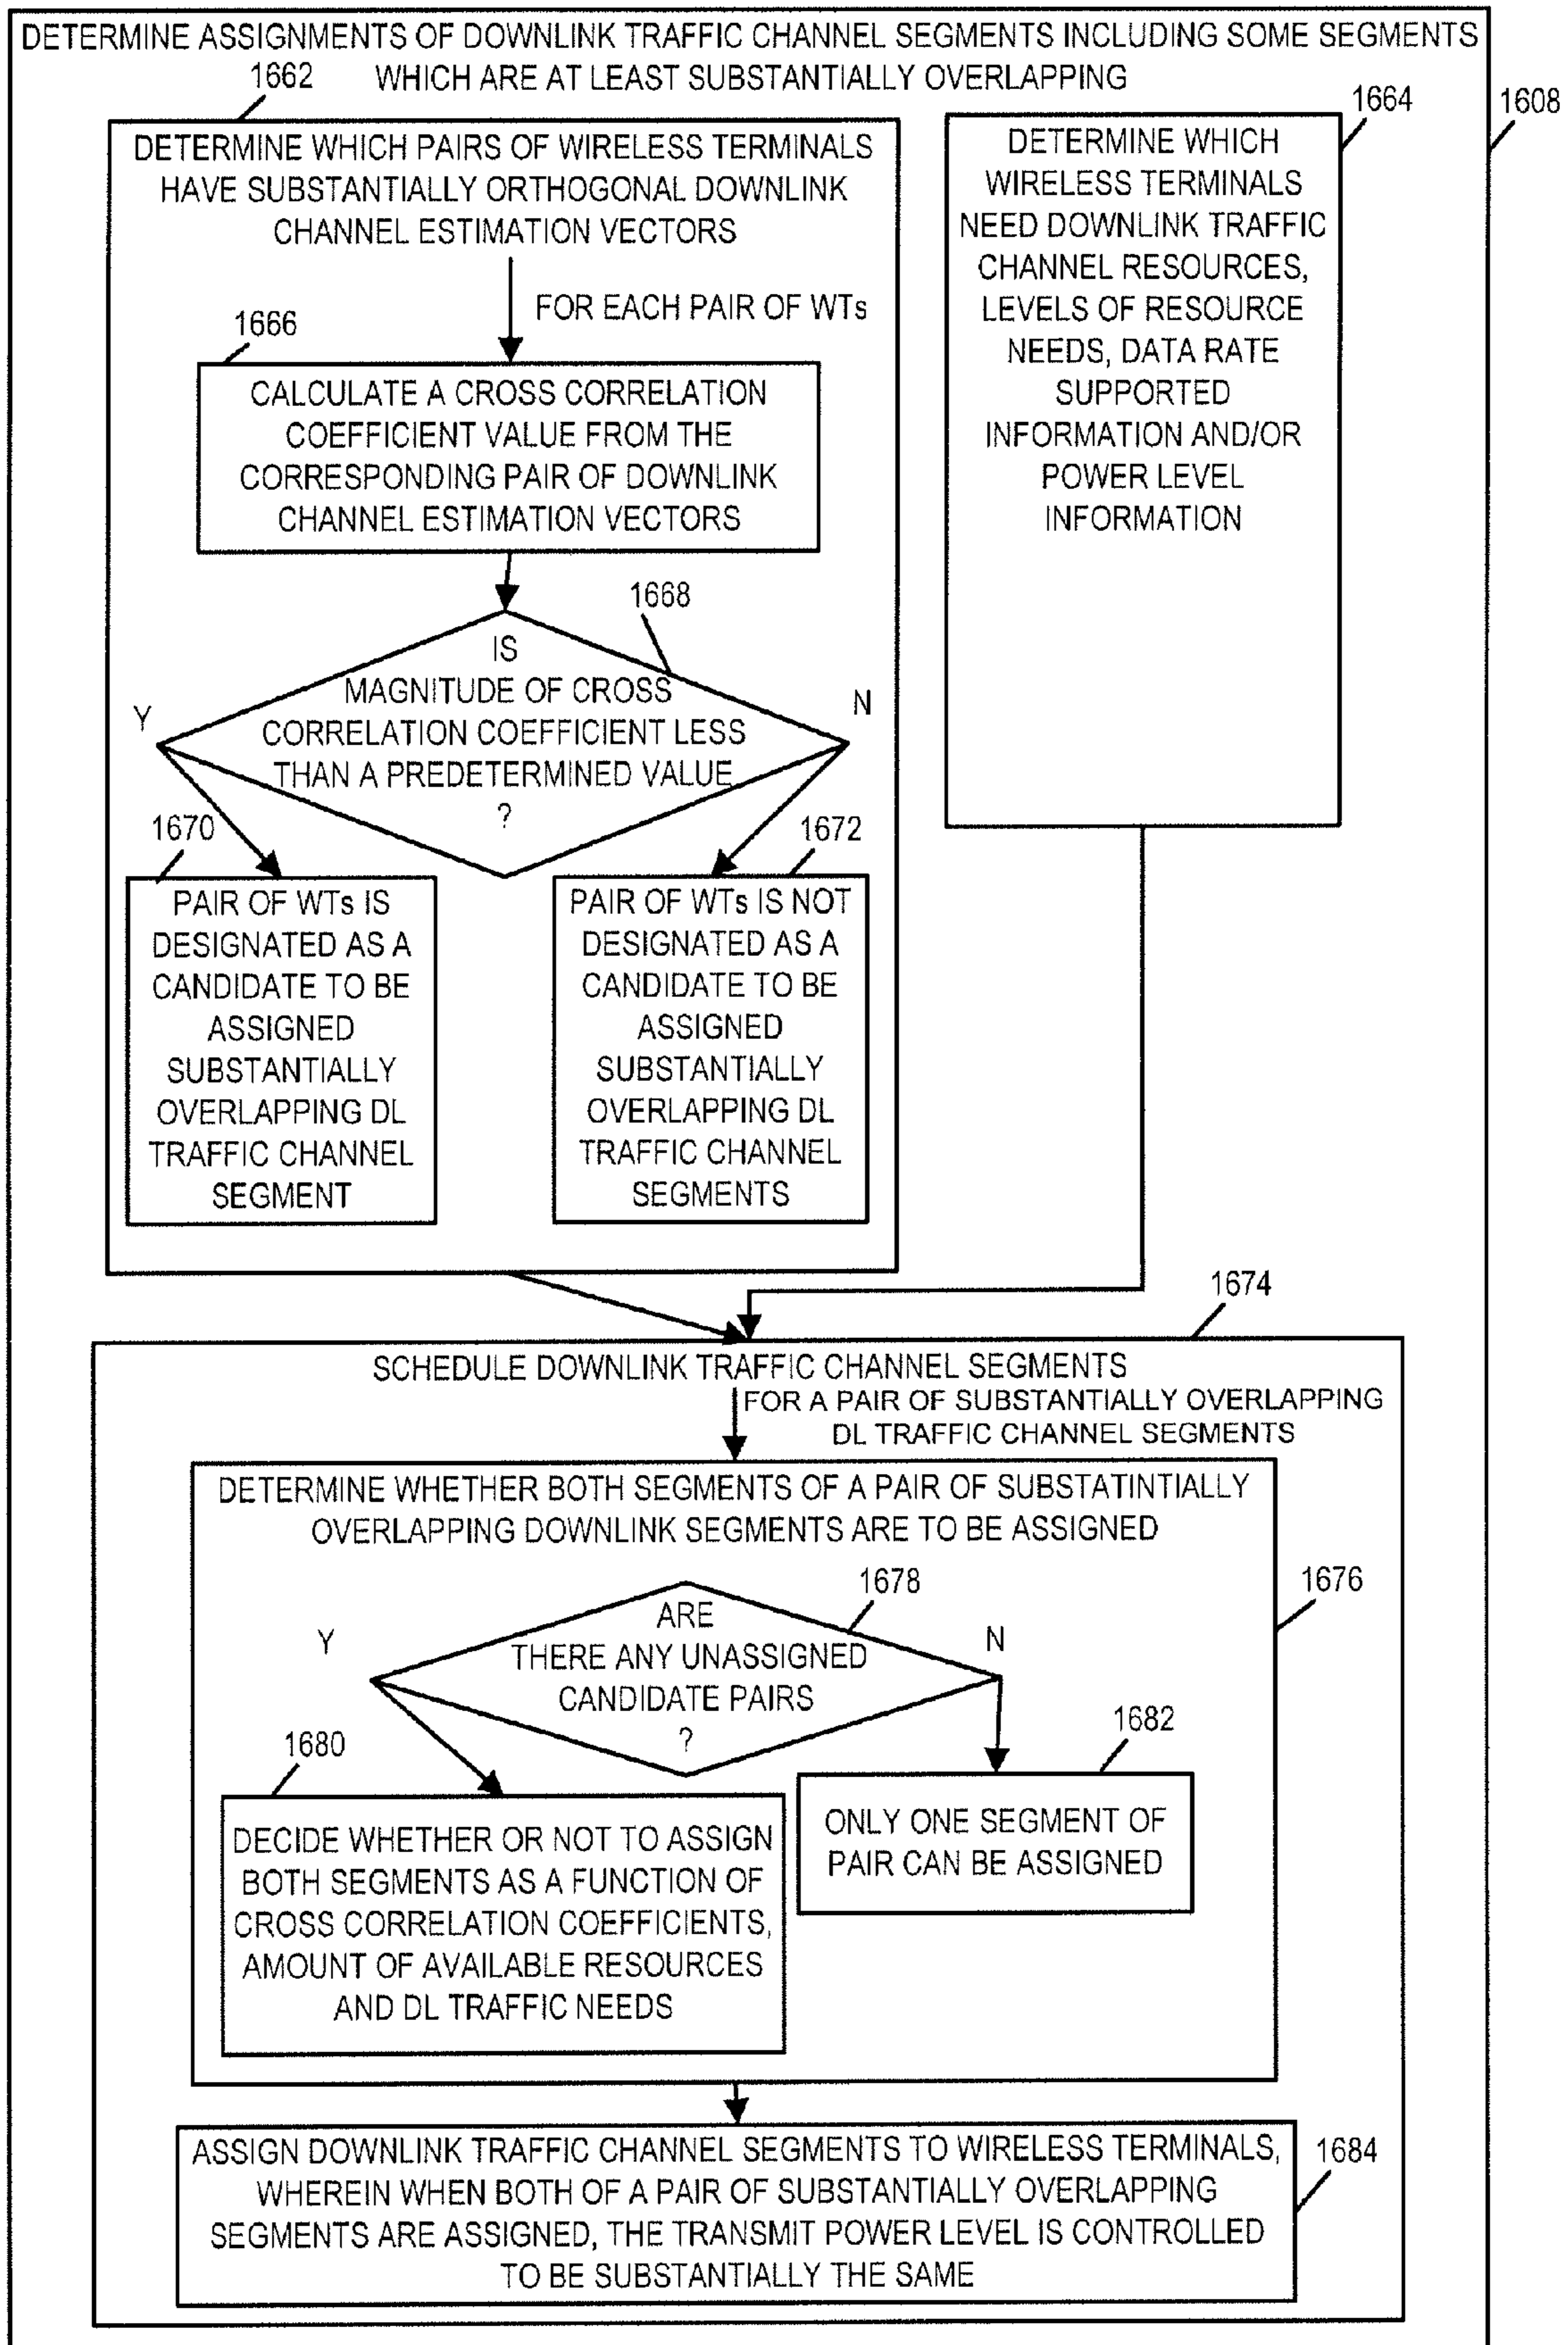 DETERMINE ASSIGNMENTS OF DOWNLINK TRAFFIC CHANNEL SEGMENTS INCLUDING SOME SEGMENTS
WHICH ARE AT LEAST SUBSTANTIALLY OVERLAPPING
1608
1662
DETERMINE WHICH PAIRS OF WIRELESS TERMINALS
HAVE SUBSTANTIALLY ORTHOGONAL DOWNLINK
CHANNEL ESTIMATION VECTORS
FOR EACH PAIR OF WTs
1666
CALCULATE A CROSS CORRELATION
COEFFICIENT VALUE FROM THE
CORRESPONDING PAIR OF DOWNLINK
CHANNEL ESTIMATION VECTORS
1668
IS
MAGNITUDE OF CROSS
CORRELATION COEFFICIENT LESS
THAN A PREDETERMINED VALUE
?
Y
N
1670
PAIR OF WTs IS
DESIGNATED AS A
CANDIDATE TO BE
ASSIGNED
SUBSTANTIALLY
OVERLAPPING DL
TRAFFIC CHANNEL
SEGMENT
1672
PAIR OF WTs IS NOT
DESIGNATED AS A
CANDIDATE TO BE
ASSIGNED
SUBSTANTIALLY
OVERLAPPING DL
TRAFFIC CHANNEL
SEGMENTS
1664
DETERMINE WHICH
WIRELESS TERMINALS
NEED DOWNLINK TRAFFIC
CHANNEL RESOURCES,
LEVELS OF RESOURCE
NEEDS, DATA RATE
SUPPORTED
INFORMATION AND/OR
POWER LEVEL
INFORMATION
1674
SCHEDULE DOWNLINK TRAFFIC CHANNEL SEGMENTS
FOR A PAIR OF SUBSTANTIALLY OVERLAPPING
DL TRAFFIC CHANNEL SEGMENTS
1676
DETERMINE WHETHER BOTH SEGMENTS OF A PAIR OF SUBSTATINTIALLY
OVERLAPPING DOWNLINK SEGMENTS ARE TO BE ASSIGNED
1678
ARE
THERE ANY UNASSIGNED
CANDIDATE PAIRS
?
Y
N
1680
DECIDE WHETHER OR NOT TO ASSIGN
BOTH SEGMENTS AS A FUNCTION OF
CROSS CORRELATION COEFFICIENTS,
AMOUNT OF AVAILABLE RESOURCES
AND DL TRAFFIC NEEDS
1682
ONLY ONE SEGMENT OF
PAIR CAN BE ASSIGNED
1684
ASSIGN DOWNLINK TRAFFIC CHANNEL SEGMENTS TO WIRELESS TERMINALS,
WHEREIN WHEN BOTH OF A PAIR OF SUBSTANTIALLY OVERLAPPING
SEGMENTS ARE ASSIGNED, THE TRANSMIT POWER LEVEL IS CONTROLLED
TO BE SUBSTANTIALLY THE SAME